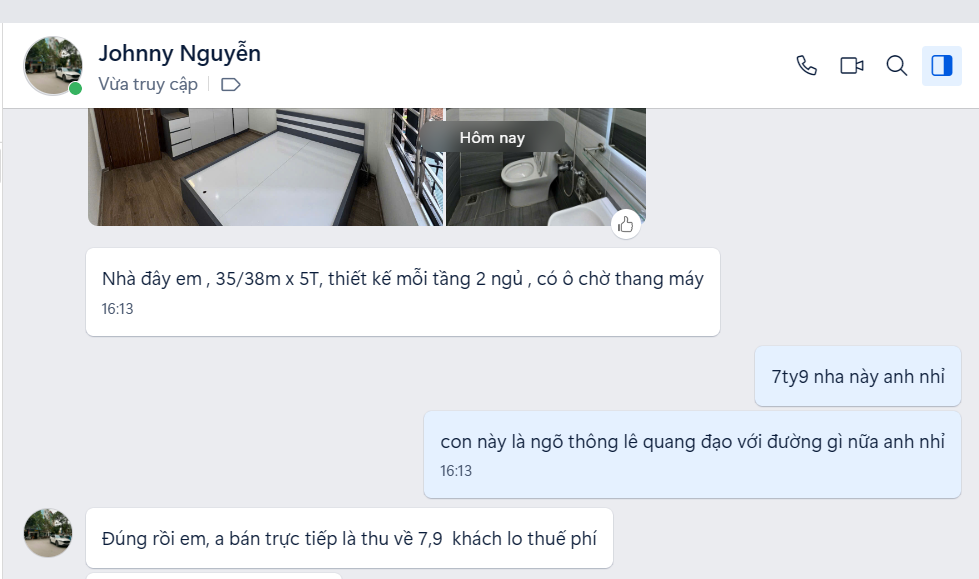 Johnny Nguyễn
Vừa truy cập
Hôm nay
Nhà đây em , 35/38m x 5T, thiết kế mỗi tầng 2 ngủ , có ô chờ thang máy
16:13
7ty9 nha này anh nhỉ
con này là ngõ thông lê quang đạo với đường gì nữa anh nhỉ
16:13
Đúng rồi em, a bán trực tiếp là thu về 7,9 khách lo thuế phí